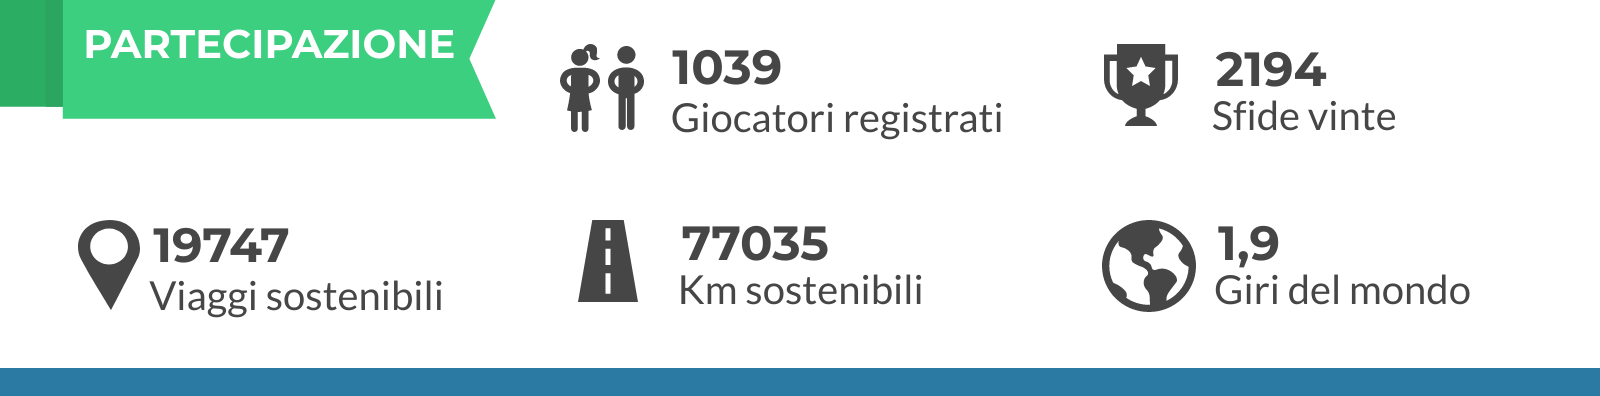 PARTECIPAZIONE
1039
Giocatori registrati
2194
Sfide vinte
19747
Viaggi sostenibili
77035
Km sostenibili
1,9
Giri del mondo